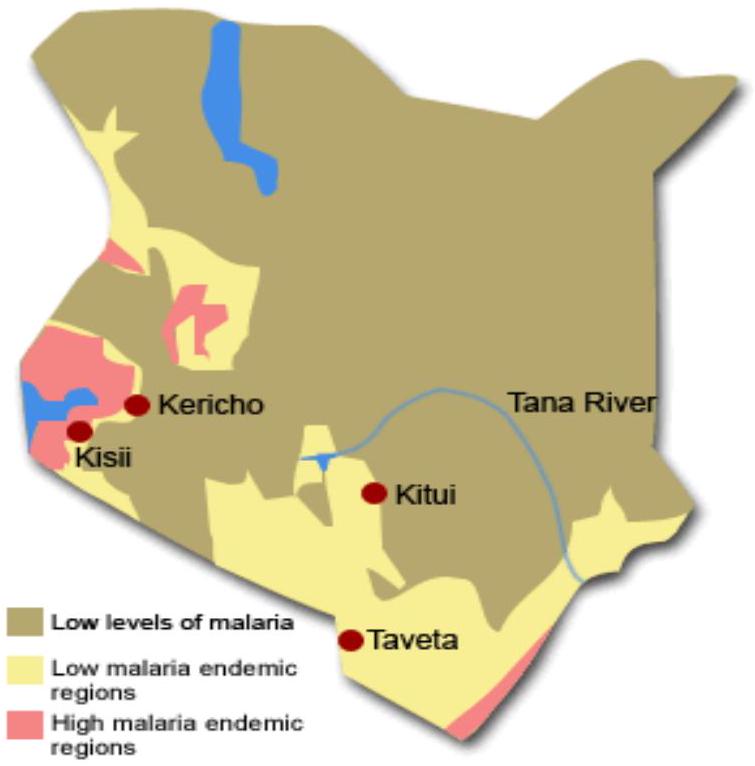 Tana River
Kericho
Kisii
Kitui
Taveta
Low levels of malaria
Low malaria endemic
regions
High malaria endemic
regions